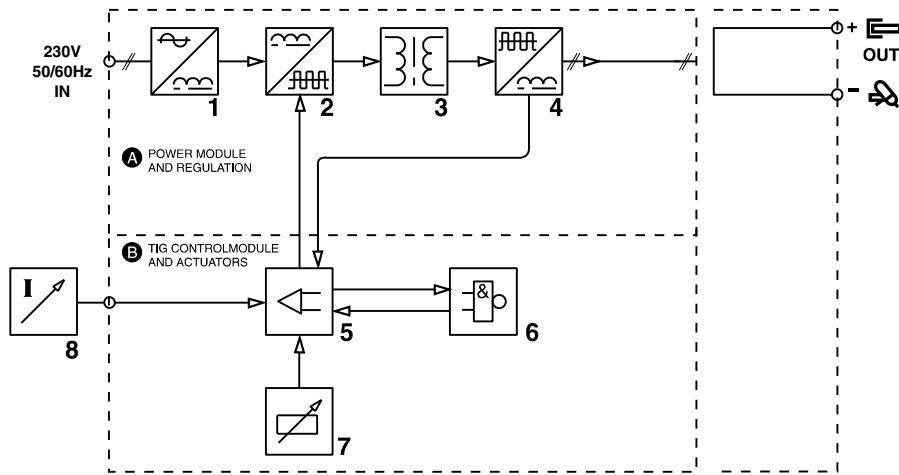 230V
50/60Hz
IN
1
2
3
4
+
OUT
-
A POWER MODULE
AND REGULATION
B TIG CONTROLMODULE
AND ACTUATORS
I
8
5
&
6
7